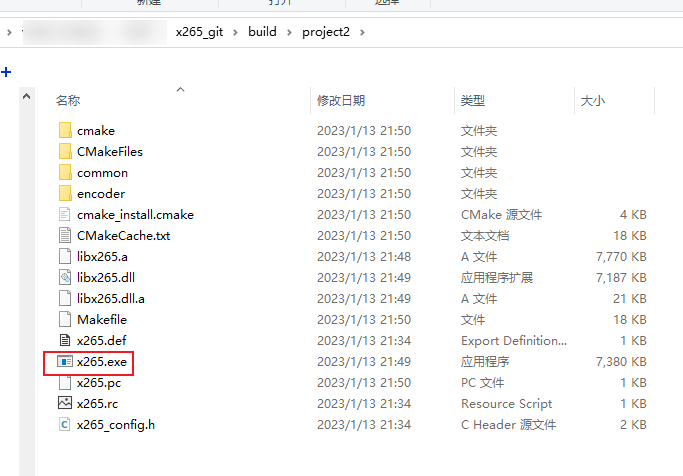 新建 打开 选择
x265_git > build > project2 >
名称 修改日期 类型 大小
cmake 2023/1/13 21:50 文件夹
CMakeFiles 2023/1/13 21:50 文件夹
common 2023/1/13 21:50 文件夹
encoder 2023/1/13 21:50 文件夹
cmake_install.cmake 2023/1/13 21:50 CMake 源文件 4 KB
CMakeCache.txt 2023/1/13 21:50 文本文档 18 KB
libx265.a 2023/1/13 21:48 A 文件 7,770 KB
libx265.dll 2023/1/13 21:49 应用程序扩展 7,187 KB
libx265.dll.a 2023/1/13 21:49 A 文件 21 KB
Makefile 2023/1/13 21:50 文件 18 KB
x265.def 2023/1/13 21:34 Export Definition... 1 KB
x265.exe 2023/1/13 21:49 应用程序 7,380 KB
x265.pc 2023/1/13 21:50 PC 文件 1 KB
x265.rc 2023/1/13 21:34 Resource Script 1 KB
x265_config.h 2023/1/13 21:34 C Header 源文件 2 KB